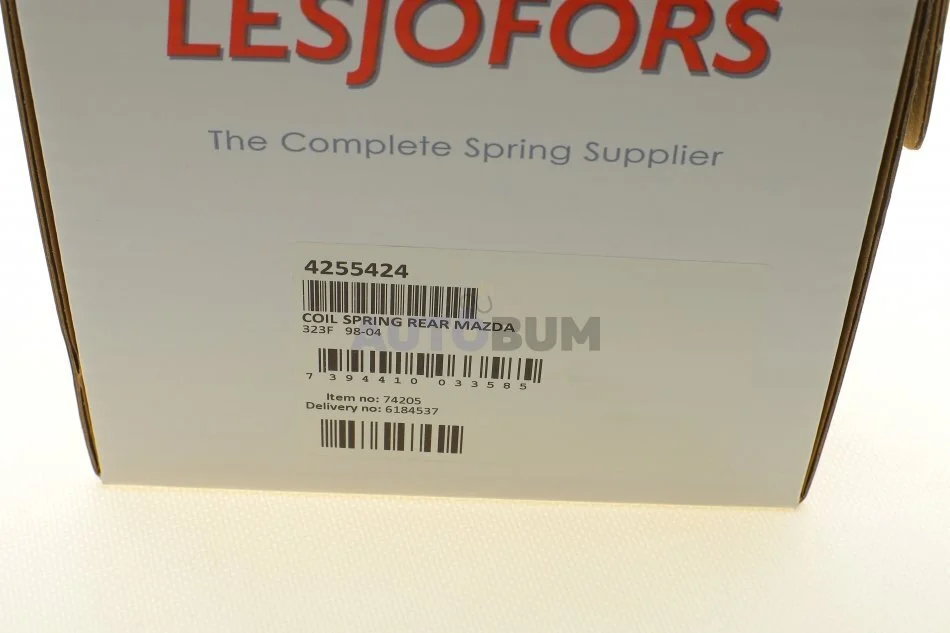 LESJOFORS
The Complete Spring Supplier
4255424
COIL SPRING REAR MAZDA
323F 98-04
AUTOBUM
7 394410 033585
Item no: 74205
Delivery no: 6184537